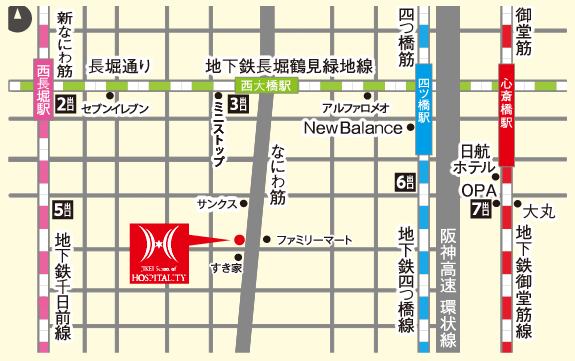 新なにわ筋
四つ橋筋
御堂筋
長堀通り
地下鉄長堀鶴見緑地線
西長堀駅
西大橋駅
四ツ橋駅
心斎橋駅
2出口
セブンイレブン
ミニストップ
3出口
アルファロメオ
NewBalance
なにわ筋
日航
ホテル
6出口
OPA
5出口
サンクス
7出口
大丸
JIKEI School of
HOSPITALITY
ファミリーマート
すき家
地下鉄千日前線
地下鉄四つ橋線
阪神高速 環状線
地下鉄御堂筋線